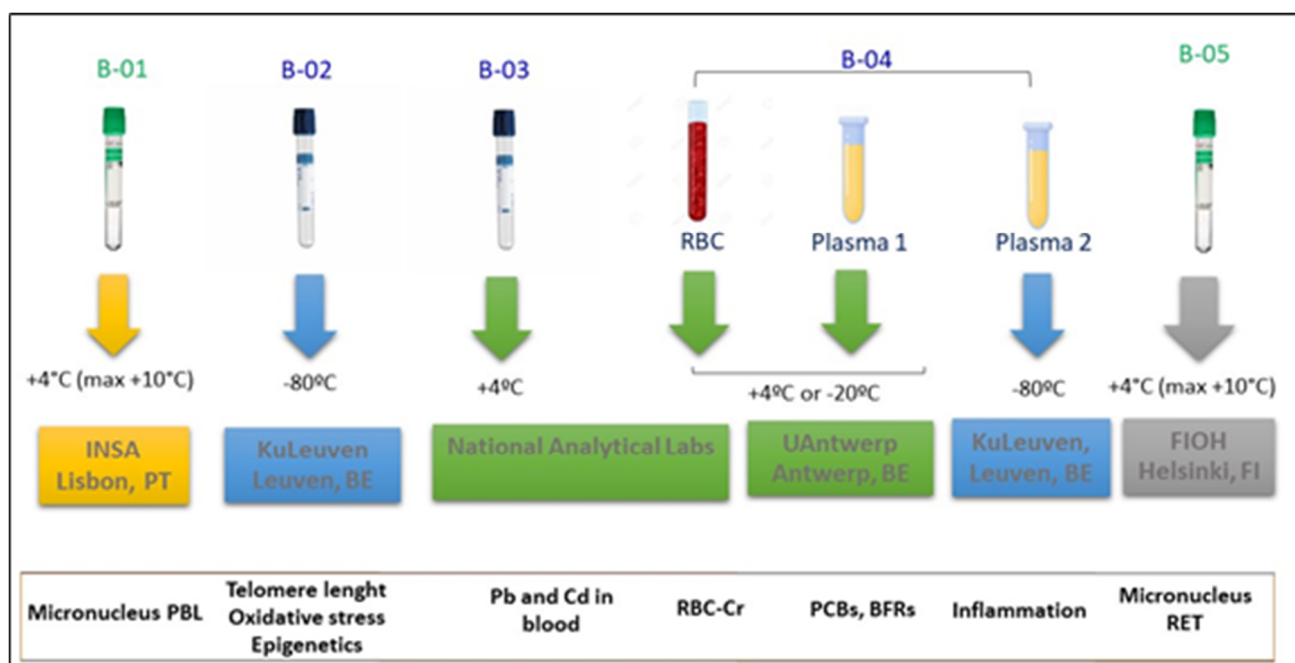 B-01
B-02
B-03
B-04
B-05
RBC
Plasma 1
Plasma 2
+4°C (max +10°C)
-80ºC
+4ºC
+4ºC or -20ºC
-80ºC
+4°C (max +10°C)
INSA
Lisbon, PT
KuLeuven
Leuven, BE
National Analytical Labs
UAntwerp
Antwerp, BE
KuLeuven,
Leuven, BE
FIOH
Helsinki, FI
Micronucleus PBL
Telomere lenght
Oxidative stress
Epigenetics
Pb and Cd in
blood
RBC-Cr
PCBs, BFRs
Inflammation
Micronucleus
RET